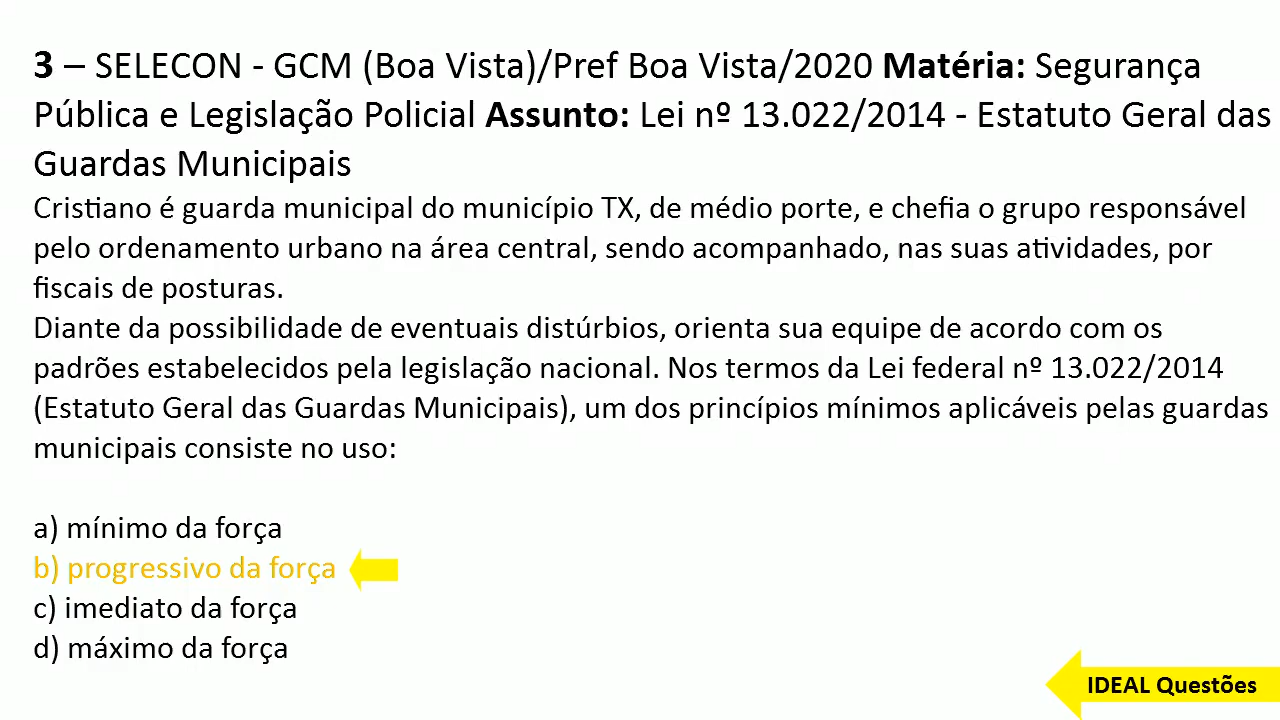 3 – SELECON - GCM (Boa Vista)/Pref Boa Vista/2020 Matéria: Segurança
Pública e Legislação Policial Assunto: Lei nº 13.022/2014 - Estatuto Geral das
Guardas Municipais
Cristiano é guarda municipal do município TX, de médio porte, e chefia o grupo responsável
pelo ordenamento urbano na área central, sendo acompanhado, nas suas atividades, por
fiscais de posturas.
Diante da possibilidade de eventuais distúrbios, orienta sua equipe de acordo com os
padrões estabelecidos pela legislação nacional. Nos termos da Lei federal nº 13.022/2014
(Estatuto Geral das Guardas Municipais), um dos princípios mínimos aplicáveis pelas guardas
municipais consiste no uso:
a) mínimo da força
b) progressivo da força
c) imediato da força
d) máximo da força
IDEAL Questões